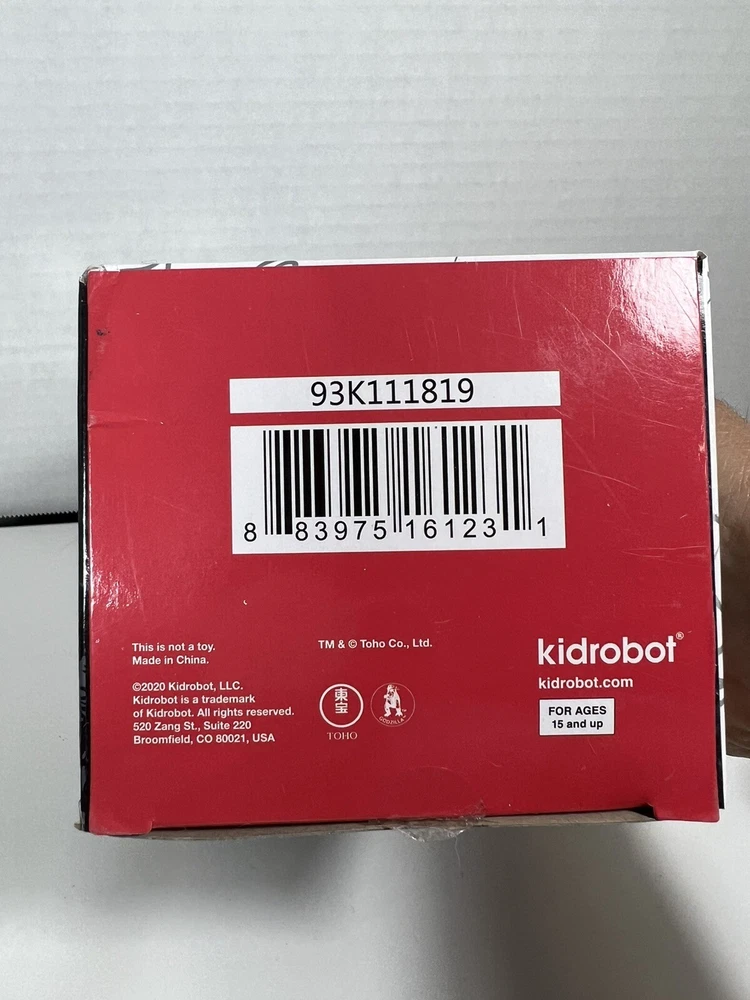 93K111819
8 83975 16123 1
This is not a toy.
Made in China.
©2020 Kidrobot, LLC.
Kidrobot is a trademark
of Kidrobot. All rights reserved.
520 Zang St., Suite 220
Broomfield, CO 80021, USA
TM & © Toho Co., Ltd.
東宝
TOHO
GODZILLA
kidrobot®
kidrobot.com
FOR AGES
15 and up